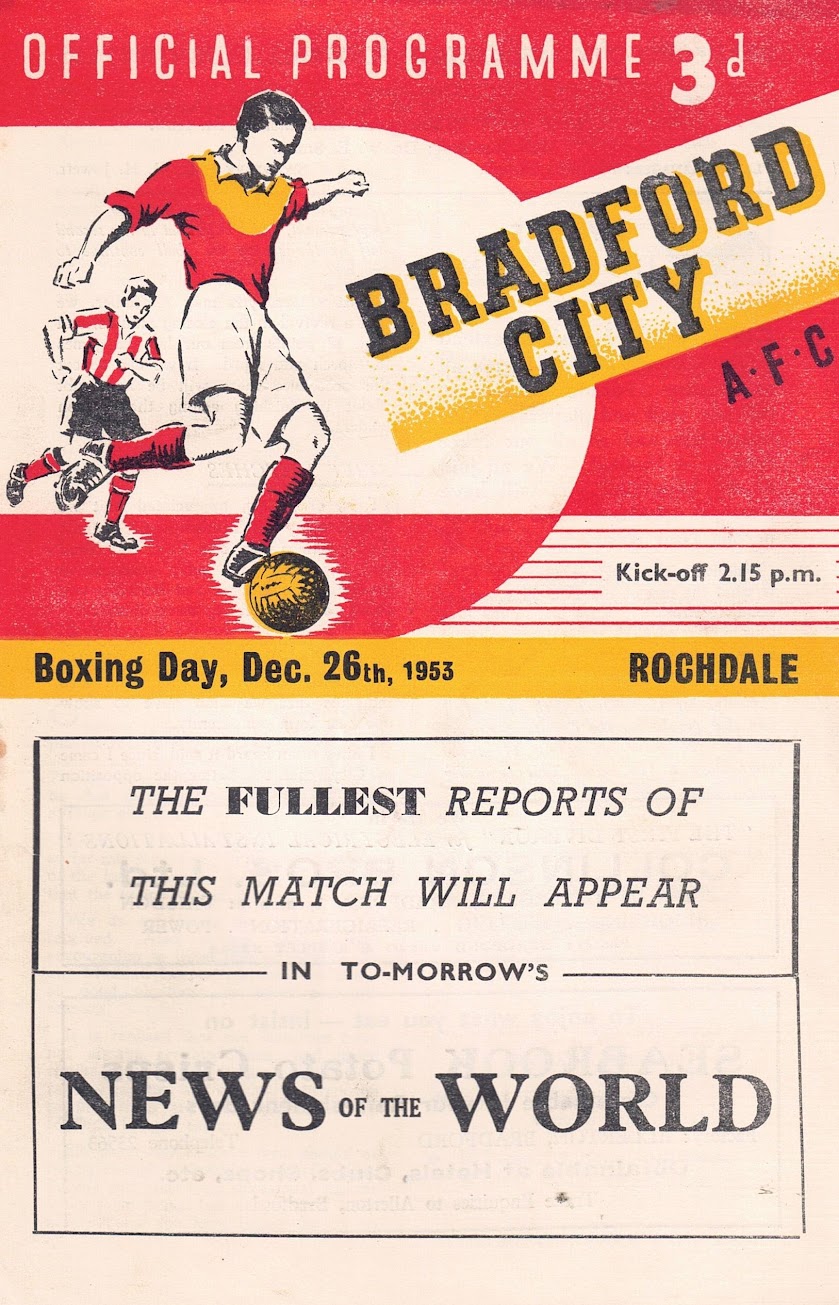 OFFICIAL PROGRAMME 3d
BRADFORD
CITY
A·F·C
Kick-off 2.15 p.m.
Boxing Day, Dec. 26th, 1953 ROCHDALE
THE FULLEST REPORTS OF
THIS MATCH WILL APPEAR
IN TO-MORROW'S
NEWS OF THE WORLD